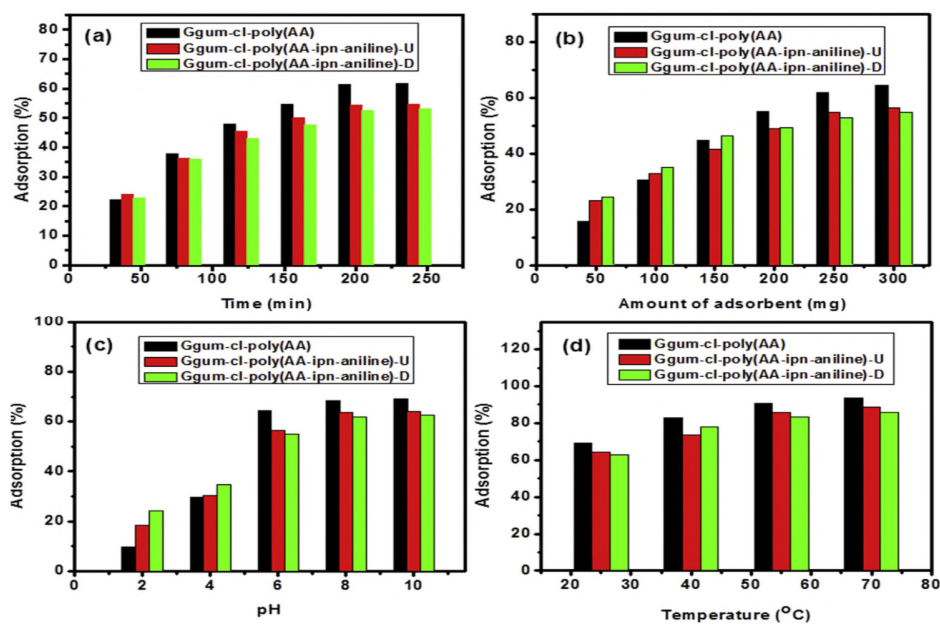 (a)
Ggum-cl-poly(AA)
Ggum-cl-poly(AA-ipn-aniline)-U
Ggum-cl-poly(AA-ipn-aniline)-D
Adsorption (%)
80
70
60
50
40
30
20
10
0
0 50 100 150 200 250
Time (min)
(b)
Ggum-cl-poly(AA)
Ggum-cl-poly(AA-ipn-aniline)-U
Ggum-cl-poly(AA-ipn-aniline)-D
Adsorption (%)
80
60
40
20
0
0 50 100 150 200 250 300
Amount of adsorbent (mg)
(c)
Ggum-cl-poly(AA)
Ggum-cl-poly(AA-ipn-aniline)-U
Ggum-cl-poly(AA-ipn-aniline)-D
Adsorption (%)
100
80
60
40
20
0
0 2 4 6 8 10
pH
(d)
Ggum-cl-poly(AA)
Ggum-cl-poly(AA-ipn-aniline)-U
Ggum-cl-poly(AA-ipn-aniline)-D
Adsorption (%)
120
100
80
60
40
20
0
20 30 40 50 60 70 80
Temperature (°C)